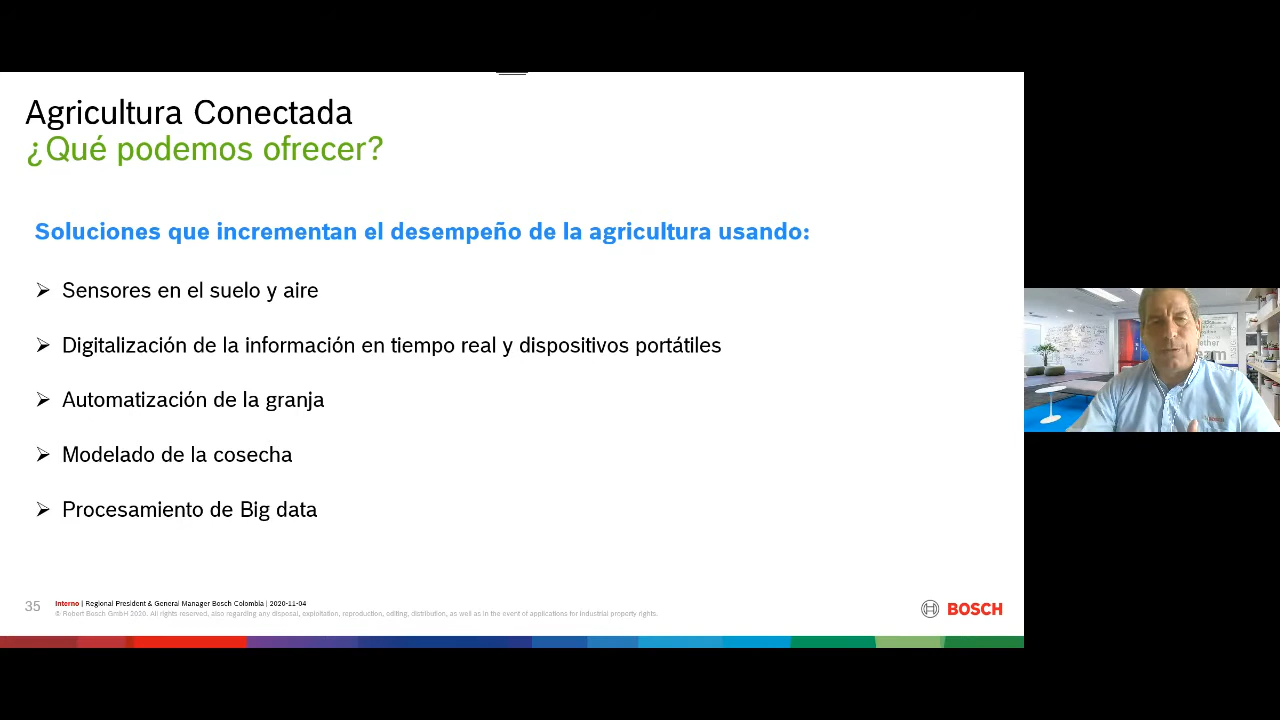 Agricultura Conectada
¿Qué podemos ofrecer?
Soluciones que incrementan el desempeño de la agricultura usando:
Sensores en el suelo y aire
Digitalización de la información en tiempo real y dispositivos portátiles
Automatización de la granja
Modelado de la cosecha
Procesamiento de Big data
35
Interno | Regional President & General Manager Bosch Colombia | 2020-11-04
© Robert Bosch GmbH 2020. All rights reserved, also regarding any disposal, exploitation, reproduction, editing, distribution, as well as in the event of applications for industrial property rights.
BOSCH